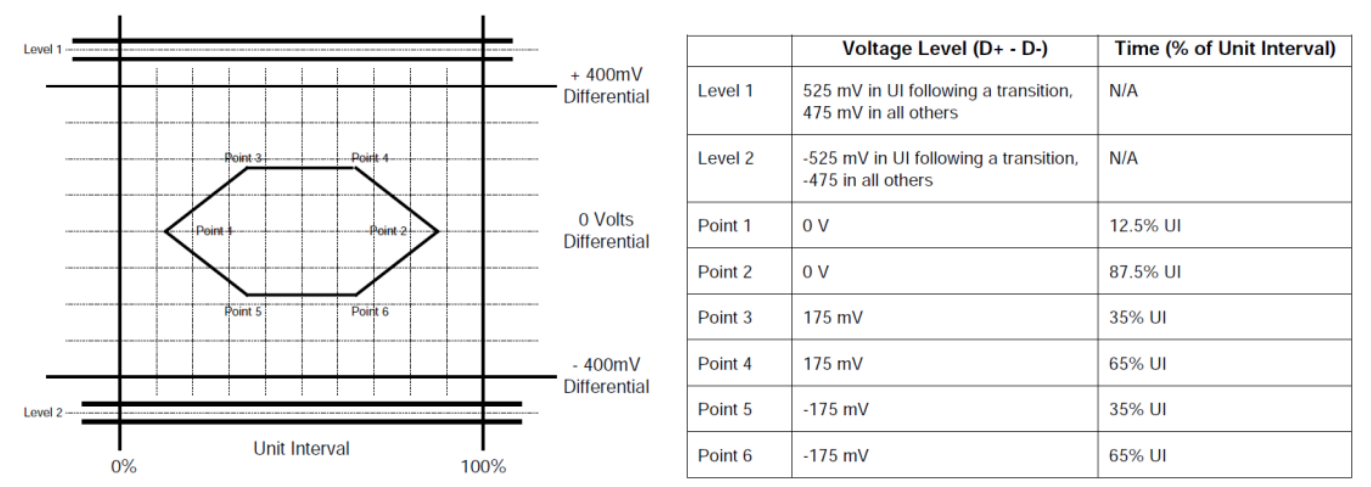 Level 1
+ 400mV
Differential
Point 3
Point 4
0 Volts
Differential
Point 1
Point 2
Point 5
Point 6
- 400mV
Differential
Level 2
Unit Interval
0%
100%
Voltage Level (D+ - D-)
Time (% of Unit Interval)
Level 1
525 mV in UI following a transition,
475 mV in all others
N/A
Level 2
-525 mV in UI following a transition,
-475 in all others
N/A
Point 1
0 V
12.5% UI
Point 2
0 V
87.5% UI
Point 3
175 mV
35% UI
Point 4
175 mV
65% UI
Point 5
-175 mV
35% UI
Point 6
-175 mV
65% UI